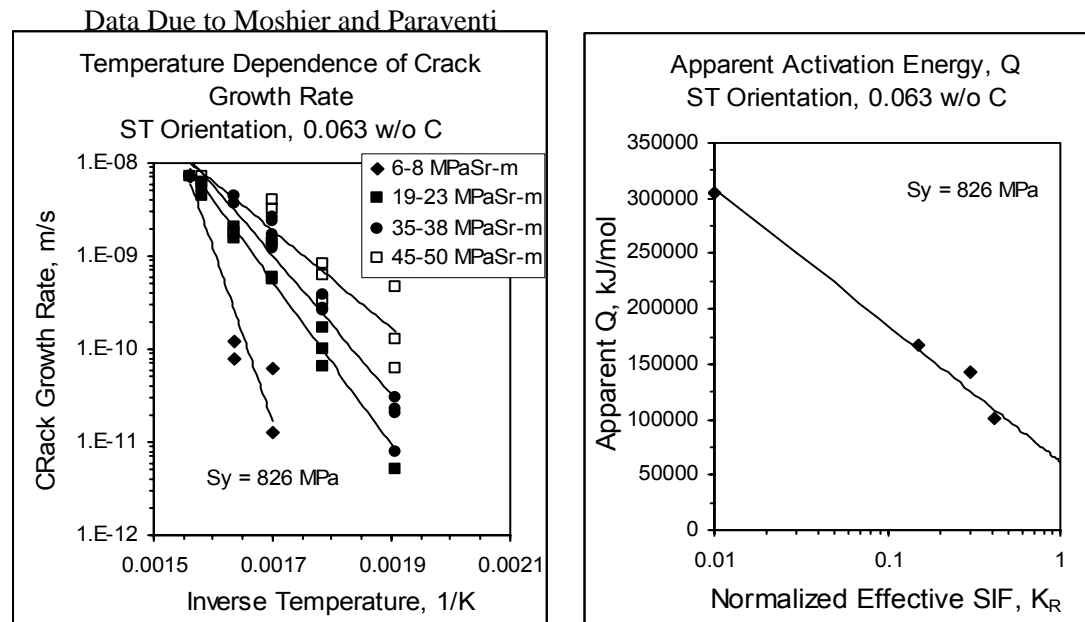 Data Due to Moshier and Paraventi
Temperature Dependence of Crack
Growth Rate
ST Orientation, 0.063 w/o C
1.E-08
1.E-09
1.E-10
1.E-11
1.E-12
CRack Growth Rate, m/s
6-8 MPaSr-m
19-23 MPaSr-m
35-38 MPaSr-m
45-50 MPaSr-m
Sy = 826 MPa
0.0015 0.0017 0.0019 0.0021
Inverse Temperature, 1/K
Apparent Activation Energy, Q
ST Orientation, 0.063 w/o C
350000
300000
250000
200000
150000
100000
50000
0
Apparent Q, kJ/mol
Sy = 826 MPa
0.01 0.1 1
Normalized Effective SIF, KR